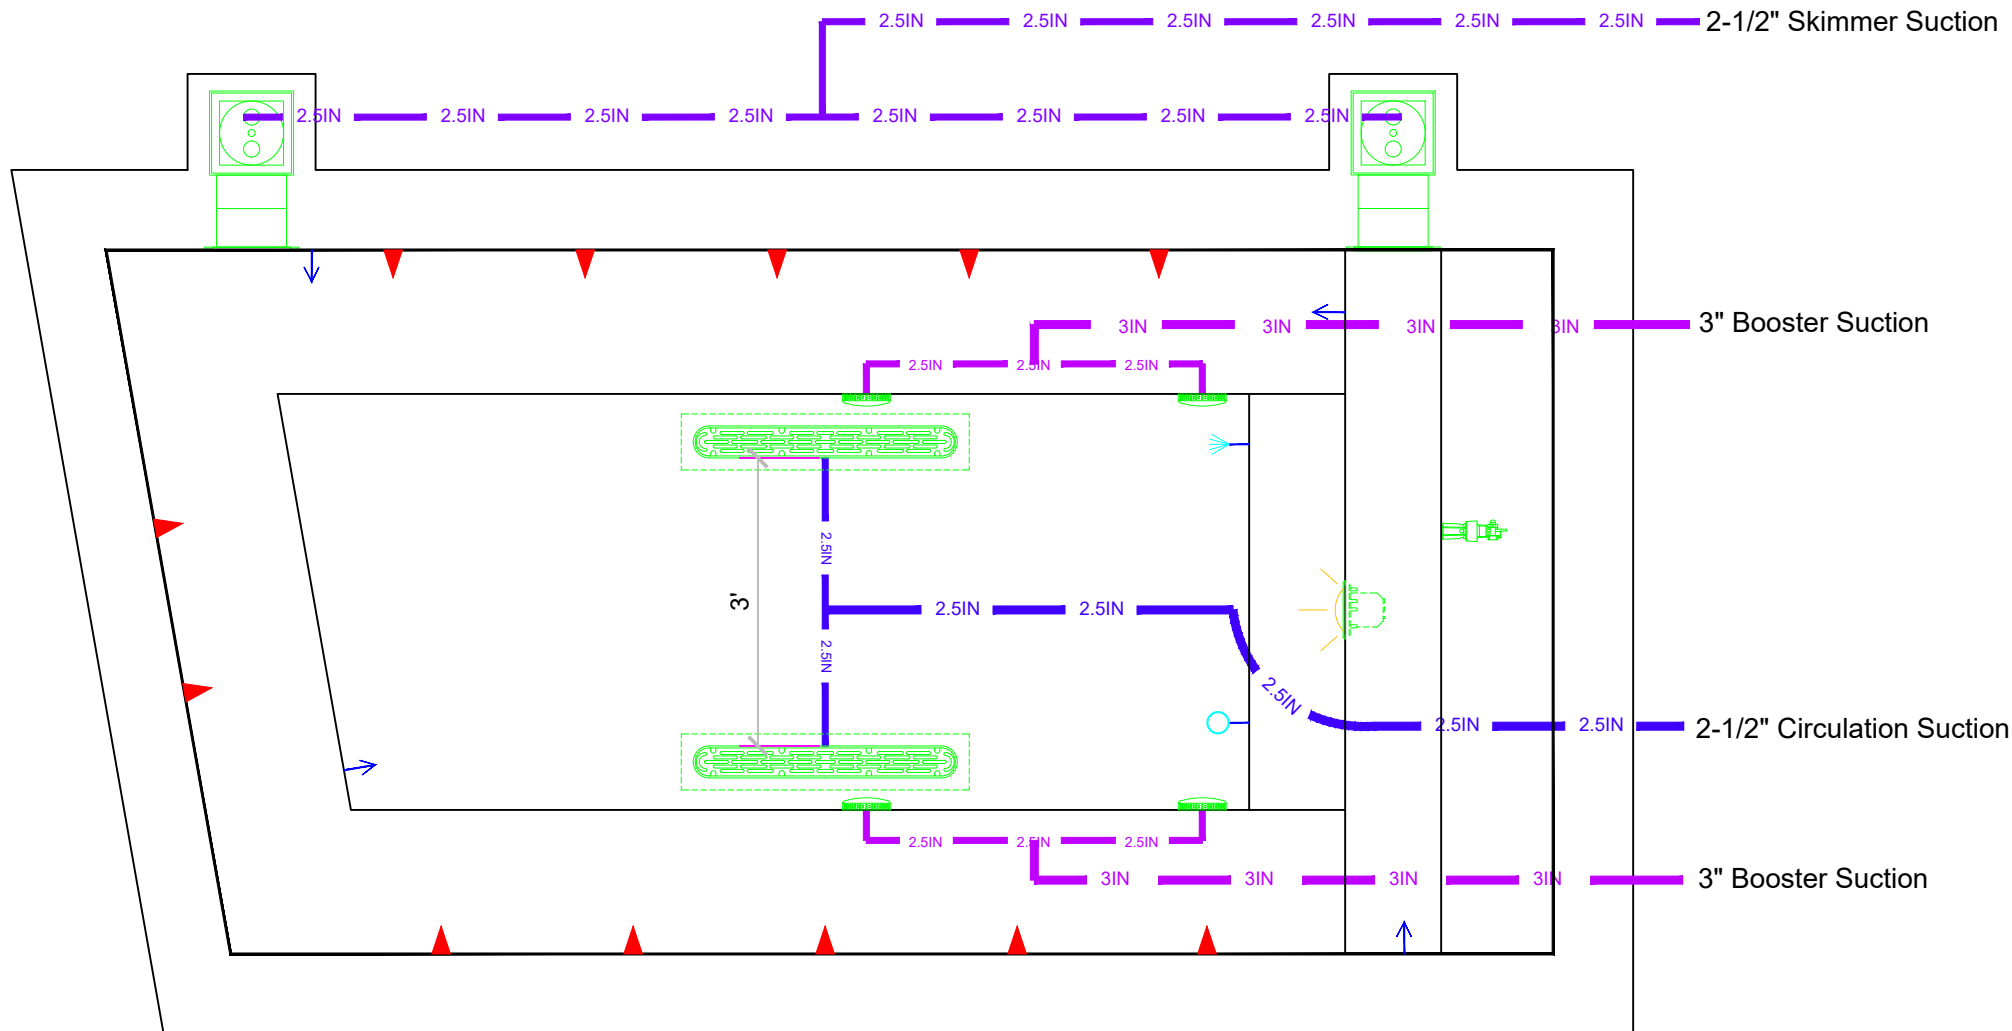 2.5IN 2.5IN 2.5IN 2.5IN 2.5IN 2.5IN 2-1/2" Skimmer Suction
2.5IN 2.5IN 2.5IN 2.5IN 2.5IN 2.5IN 2.5IN 2.5IN
3IN 3IN 3IN 3IN 3" Booster Suction
2.5IN 2.5IN 2.5IN
2.5IN
3'
2.5IN 2.5IN
2.5IN
2.5IN
2.5IN 2.5IN 2-1/2" Circulation Suction
2.5IN 2.5IN 2.5IN
3IN 3IN 3IN 3IN 3" Booster Suction